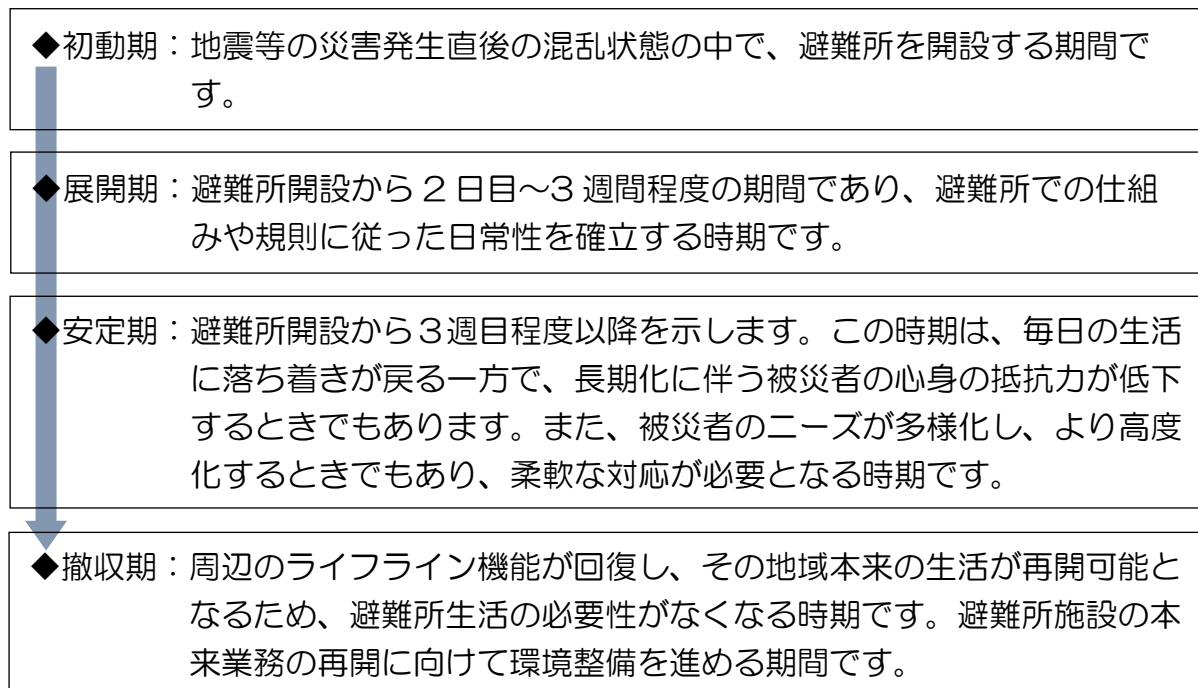 ◆初動期：地震等の災害発生直後の混乱状態の中で、避難所を開設する期間で
す。
◆展開期：避難所開設から２日目～３週間程度の期間であり、避難所での仕組
みや規則に従った日常性を確立する時期です。
◆安定期：避難所開設から３週目程度以降を示します。この時期は、毎日の生活
に落ち着きが戻る一方で、長期化に伴う被災者の心身の抵抗力が低下
するときでもあります。また、被災者のニーズが多様化し、より高度
化するときでもあり、柔軟な対応が必要となる時期です。
◆撤収期：周辺のライフライン機能が回復し、その地域本来の生活が再開可能と
なるため、避難所生活の必要性がなくなる時期です。避難所施設の本
来業務の再開に向けて環境整備を進める期間です。